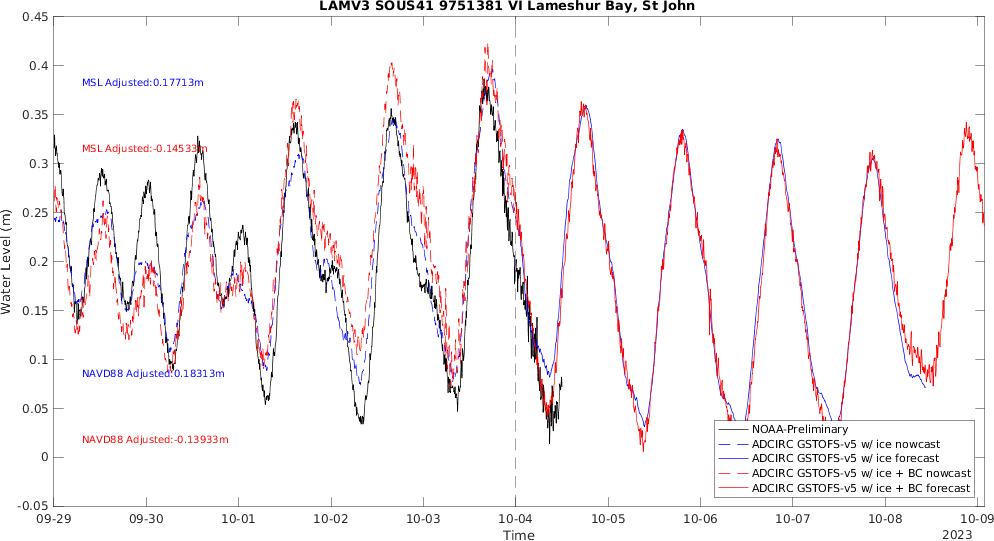 LAMV3 SOUS41 9751381 VI Lameshur Bay, St John
0.45
0.4
0.35
0.3
0.25
0.2
0.15
0.1
0.05
0
-0.05
Water Level (m)
MSL Adjusted:0.17713m
MSL Adjusted:-0.14533m
NAVD88 Adjusted:0.18313m
NAVD88 Adjusted:-0.13933m
NOAA-Preliminary
ADCIRC GSTOFS-v5 w/ ice nowcast
ADCIRC GSTOFS-v5 w/ ice forecast
ADCIRC GSTOFS-v5 w/ ice + BC nowcast
ADCIRC GSTOFS-v5 w/ ice + BC forecast
09-29 09-30 10-01 10-02 10-03 10-04 10-05 10-06 10-07 10-08 10-09
Time
2023